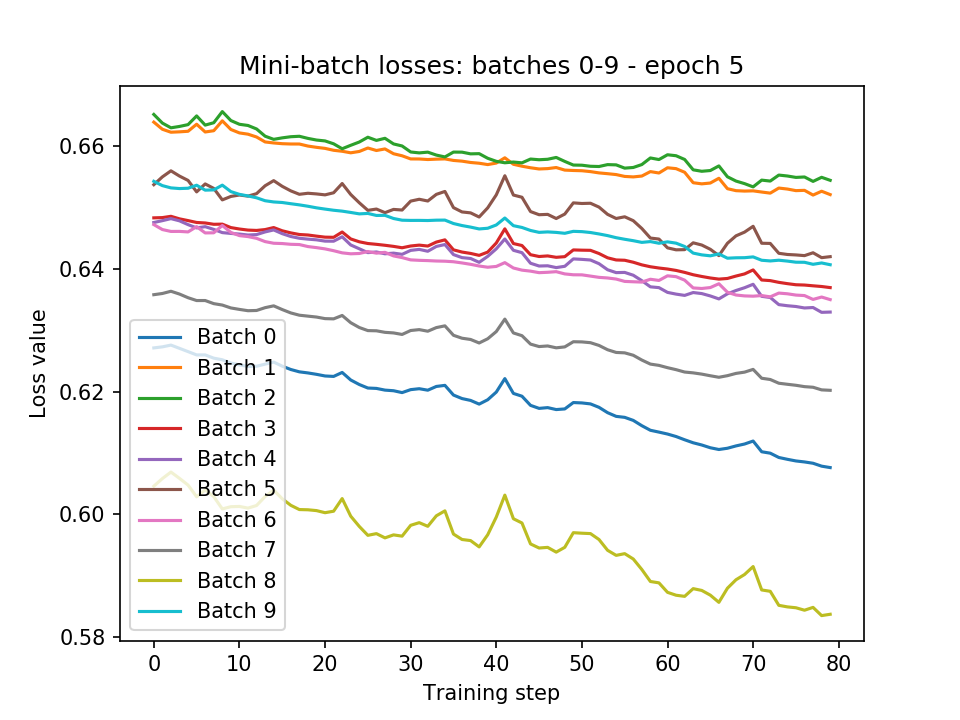 Mini-batch losses: batches 0-9 - epoch 5
Loss value
0.66
0.64
0.62
0.60
0.58
Batch 0
Batch 1
Batch 2
Batch 3
Batch 4
Batch 5
Batch 6
Batch 7
Batch 8
Batch 9
0 10 20 30 40 50 60 70 80
Training step